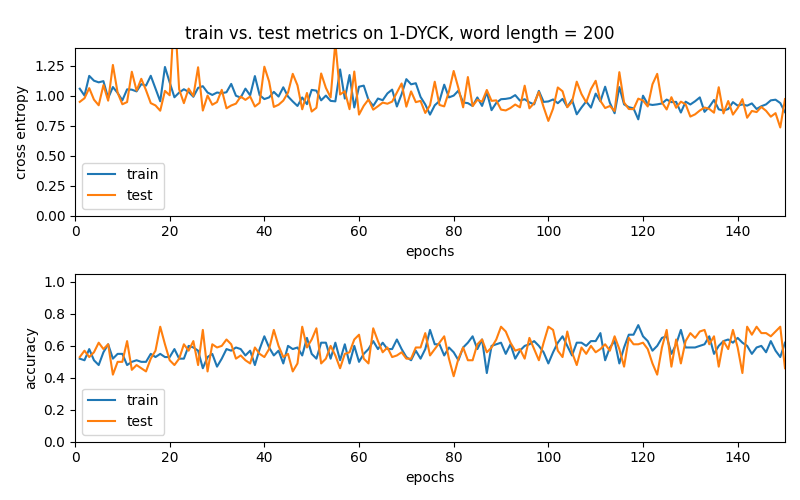 train vs. test metrics on 1-DYCK, word length = 200
cross entropy
1.25
1.00
0.75
0.50
0.25
0.00
train
test
0 20 40 60 80 100 120 140
epochs
accuracy
1.0
0.8
0.6
0.4
0.2
0.0
train
test
0 20 40 60 80 100 120 140
epochs